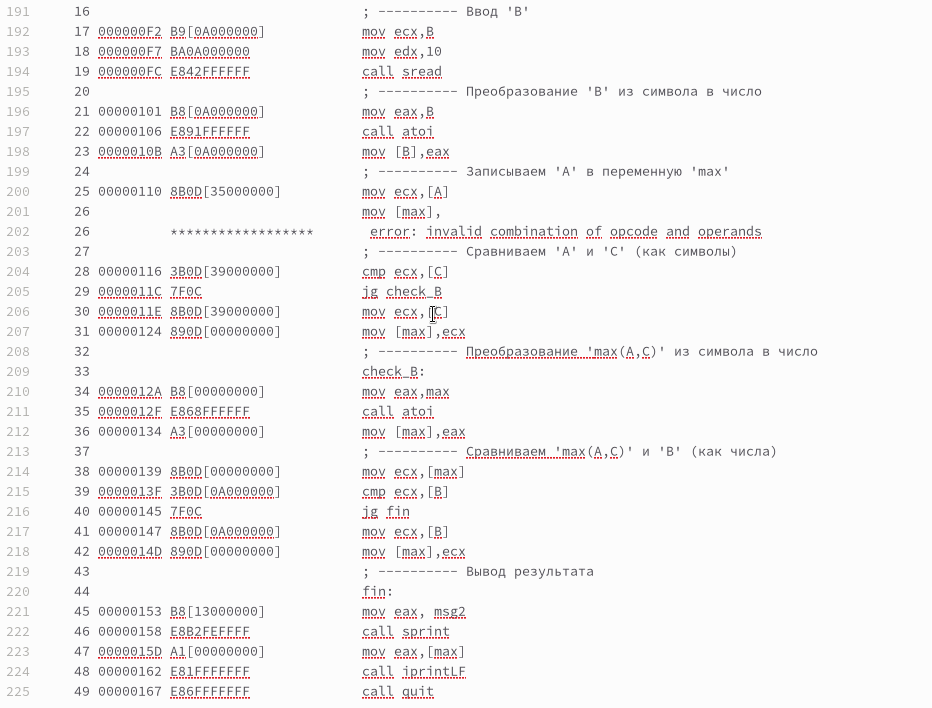 191 16 ; ---------- Ввод 'B'
192 17 000000F2 B9[0A000000] mov ecx,B
193 18 000000F7 BA0A000000 mov edx,10
194 19 000000FC E842FFFFFF call sread
195 20 ; ---------- Преобразование 'B' из символа в число
196 21 00000101 B8[0A000000] mov eax,B
197 22 00000106 E891FFFFFF call atoi
198 23 0000010B A3[0A000000] mov [B],eax
199 24 ; ---------- Записываем 'A' в переменную 'max'
200 25 00000110 8B0D[35000000] mov ecx,[A]
201 26 mov [max],
202 26 ****************** error: invalid combination of opcode and operands
203 27 ; ---------- Сравниваем 'A' и 'C' (как символы)
204 28 00000116 3B0D[39000000] cmp ecx,[C]
205 29 0000011C 7F0C jg check_B
206 30 0000011E 8B0D[39000000] mov ecx,[C]
207 31 00000124 890D[00000000] mov [max],ecx
208 32 ; ---------- Преобразование 'max(A,C)' из символа в число
209 33 check_B:
210 34 0000012A B8[00000000] mov eax,max
211 35 0000012F E868FFFFFF call atoi
212 36 00000134 A3[00000000] mov [max],eax
213 37 ; ---------- Сравниваем 'max(A,C)' и 'B' (как числа)
214 38 00000139 8B0D[00000000] mov ecx,[max]
215 39 0000013F 3B0D[0A000000] cmp ecx,[B]
216 40 00000145 7F0C jg fin
217 41 00000147 8B0D[0A000000] mov ecx,[B]
218 42 0000014D 890D[00000000] mov [max],ecx
219 43 ; ---------- Вывод результата
220 44 fin:
221 45 00000153 B8[13000000] mov eax, msg2
222 46 00000158 E8B2FEFFFF call sprint
223 47 0000015D A1[00000000] mov eax,[max]
224 48 00000162 E81FFFFFFF call iprintLF
225 49 00000167 E86FFFFFFF call quit